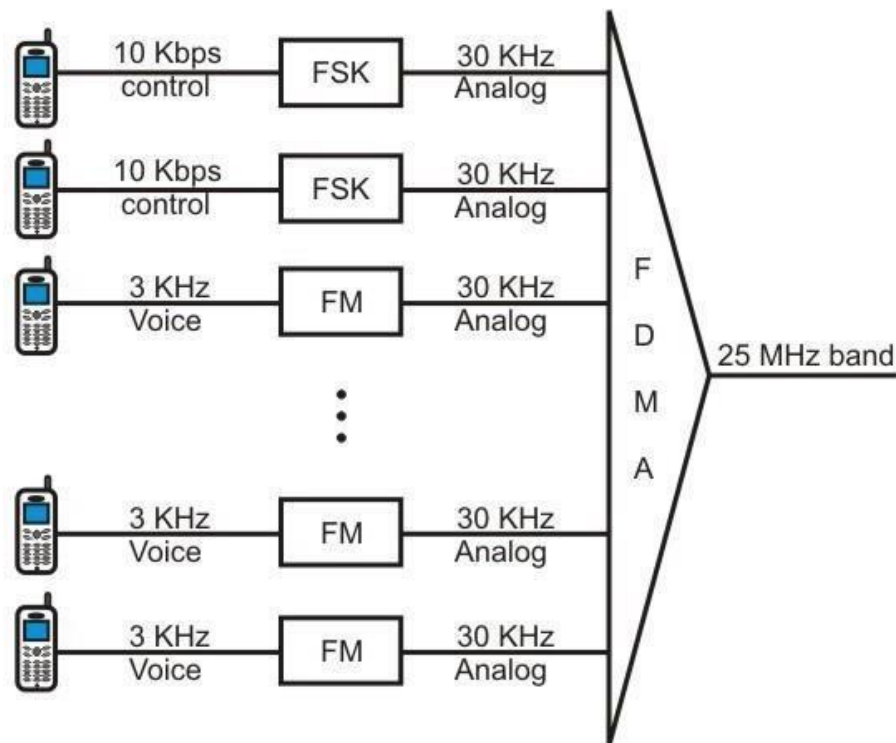 10 Kbps
control
FSK
30 KHz
Analog
10 Kbps
control
FSK
30 KHz
Analog
3 KHz
Voice
FM
30 KHz
Analog
F
D
M
A
25 MHz band
3 KHz
Voice
FM
30 KHz
Analog
3 KHz
Voice
FM
30 KHz
Analog